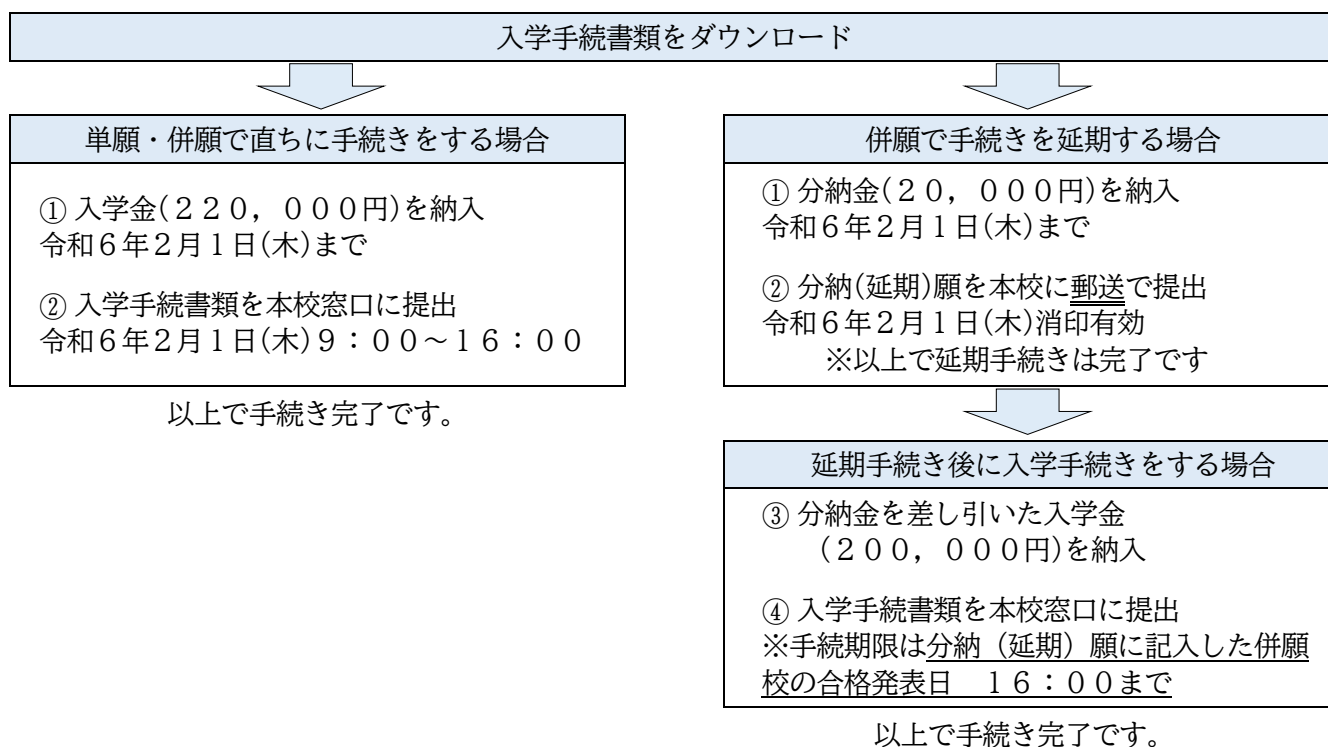 入学手続書類をダウンロード
単願・併願で直ちに手続きをする場合
① 入学金(２２０，０００円)を納入
令和６年２月１日(木)まで
② 入学手続書類を本校窓口に提出
令和６年２月１日(木)９：００～１６：００
以上で手続き完了です。
併願で手続きを延期する場合
① 分納金(２０，０００円)を納入
令和６年２月１日(木)まで
② 分納(延期)願を本校に郵送で提出
令和６年２月１日(木)消印有効
※以上で延期手続きは完了です
延期手続き後に入学手続きをする場合
③ 分納金を差し引いた入学金
(２００，０００円)を納入
④ 入学手続書類を本校窓口に提出
※手続期限は分納（延期）願に記入した併願
校の合格発表日　１６：００まで
以上で手続き完了です。